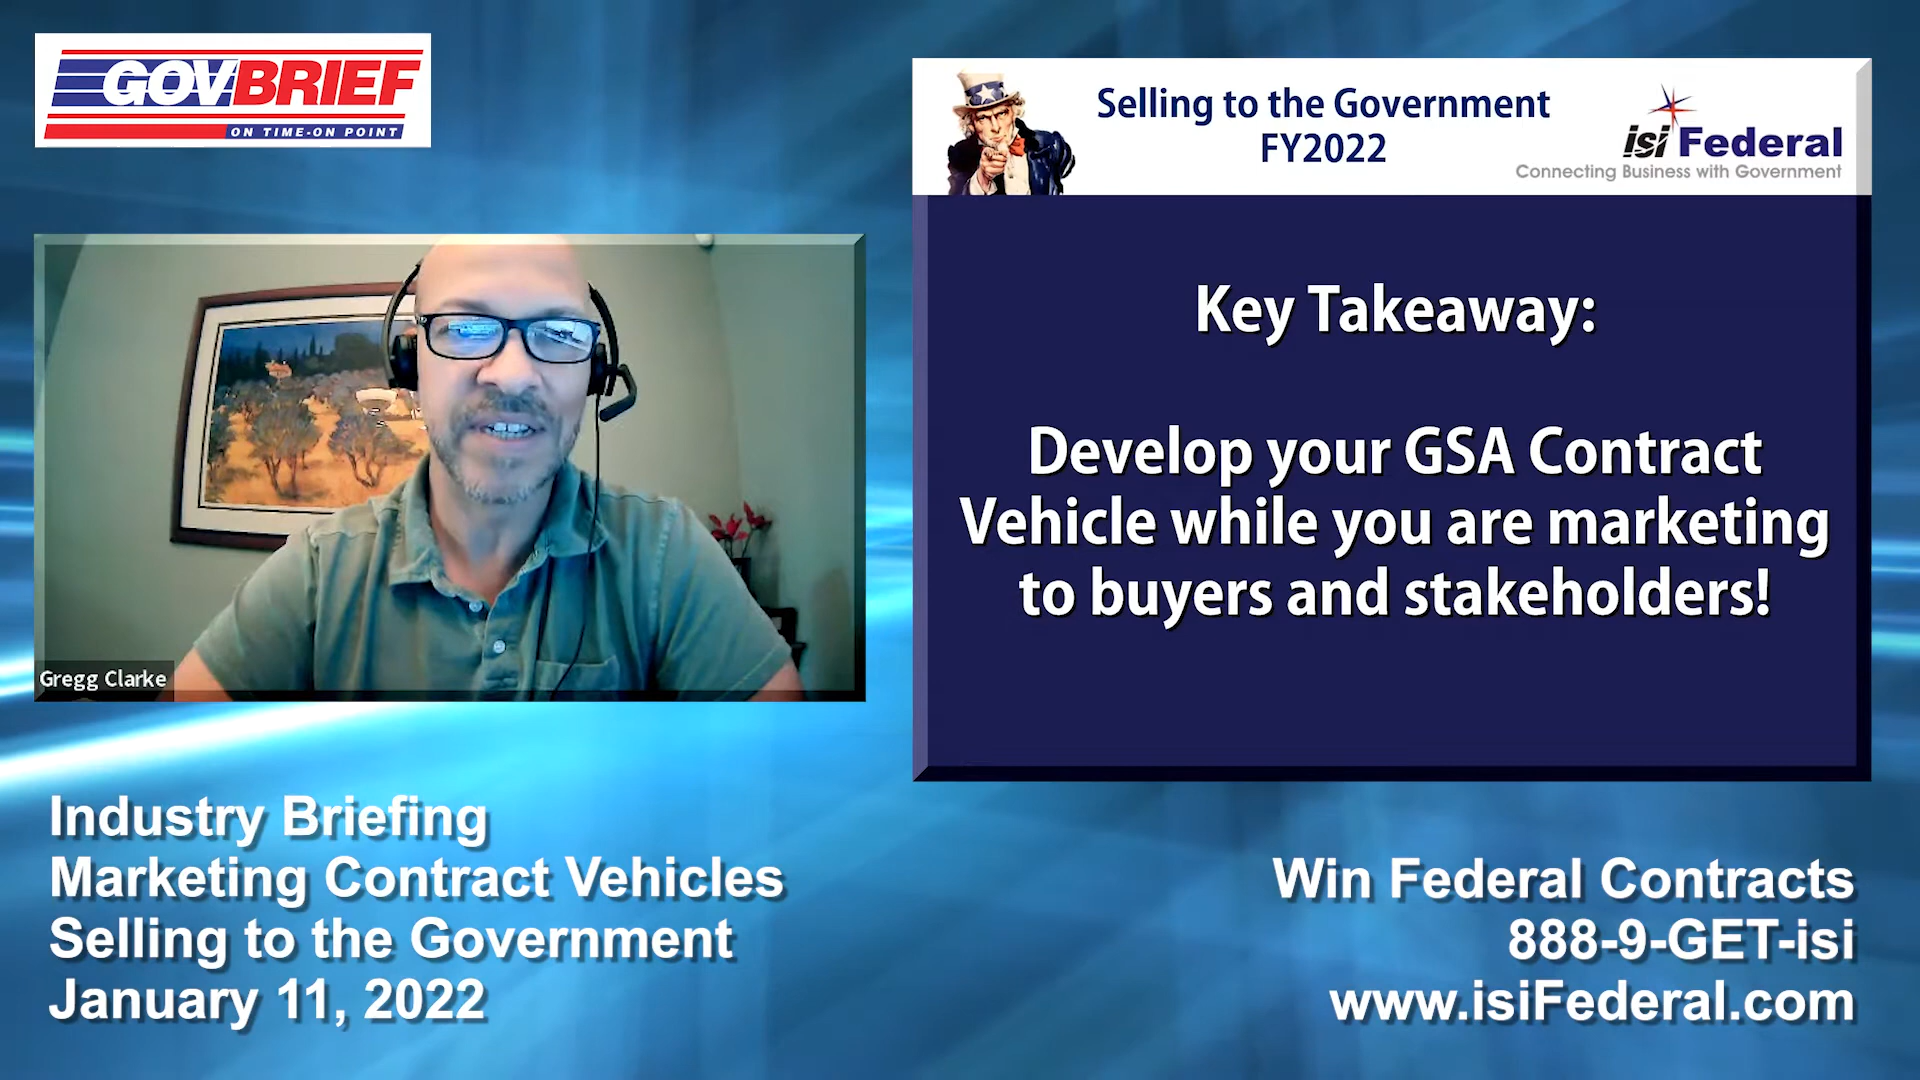 GOVBRIEF
ON TIME-ON POINT
Selling to the Government
FY2022
isi Federal
Connecting Business with Government
Key Takeaway:
Develop your GSA Contract
Vehicle while you are marketing
to buyers and stakeholders!
Gregg Clarke
Industry Briefing
Marketing Contract Vehicles
Selling to the Government
January 11, 2022
Win Federal Contracts
888-9-GET-isi
www.isiFederal.com